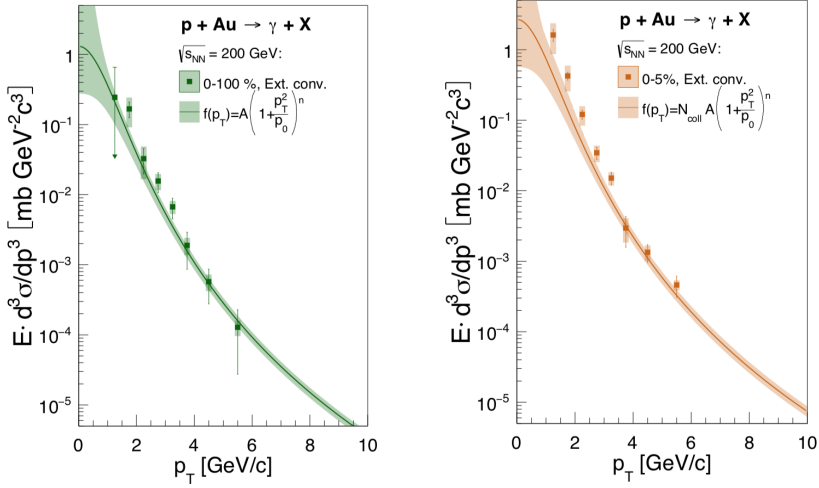 p + Au → γ + X
√s_NN = 200 GeV:
0-100 %, Ext. conv.
f(p_T)=A(1+p_T^2/p_0)^n
E· d^3σ/dp^3 [mb GeV^-2c^3]
1
10^-1
10^-2
10^-3
10^-4
10^-5
0 2 4 6 8 10
p_T [GeV/c]
p + Au → γ + X
√s_NN = 200 GeV:
0-5%, Ext. conv.
f(p_T)=N_coll A(1+p_T^2/p_0)^n
E· d^3σ/dp^3 [mb GeV^-2c^3]
1
10^-1
10^-2
10^-3
10^-4
10^-5
0 2 4 6 8 10
p_T [GeV/c]